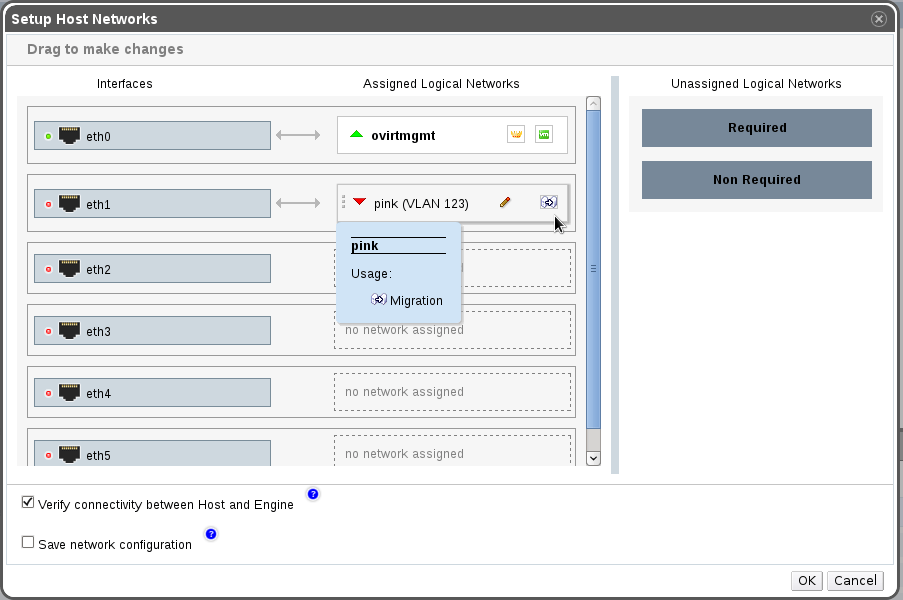 Setup Host Networks
Drag to make changes
Interfaces
Assigned Logical Networks
Unassigned Logical Networks
eth0
ovirtmgmt
vm
Required
eth1
pink (VLAN 123)
Non Required
pink
eth2
Usage:
Migration
eth3
no network assigned
eth4
no network assigned
eth5
no network assigned
Verify connectivity between Host and Engine
?
Save network configuration
?
OK
Cancel